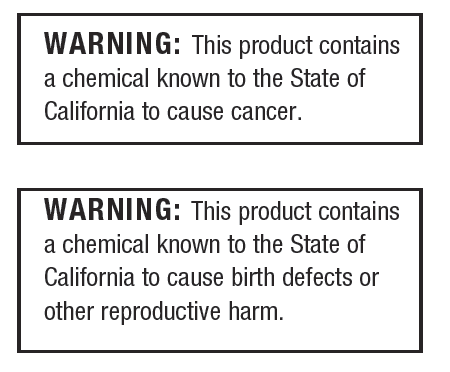 WARNING: This product contains
a chemical known to the State of
California to cause cancer.
WARNING: This product contains
a chemical known to the State of
California to cause birth defects or
other reproductive harm.